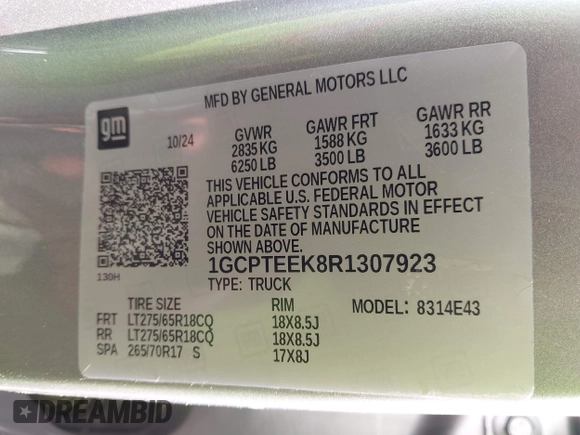 MFD BY GENERAL MOTORS LLC
gm
10/24
GVWR GAWR FRT GAWR RR
2835 KG 1588 KG 1633 KG
6250 LB 3500 LB 3600 LB
THIS VEHICLE CONFORMS TO ALL
APPLICABLE U.S. FEDERAL MOTOR
VEHICLE SAFETY STANDARDS IN EFFECT
ON THE DATE OF MANUFACTURE
130H
1GCPTEEK8R1307923
TYPE: TRUCK
TIRE SIZE RIM MODEL: 8314E43
FRT LT275/65R18CQ 18X8.5J
RR LT275/65R18CQ 18X8.5J
SPA 265/70R17 S 17X8J
DREAMBID